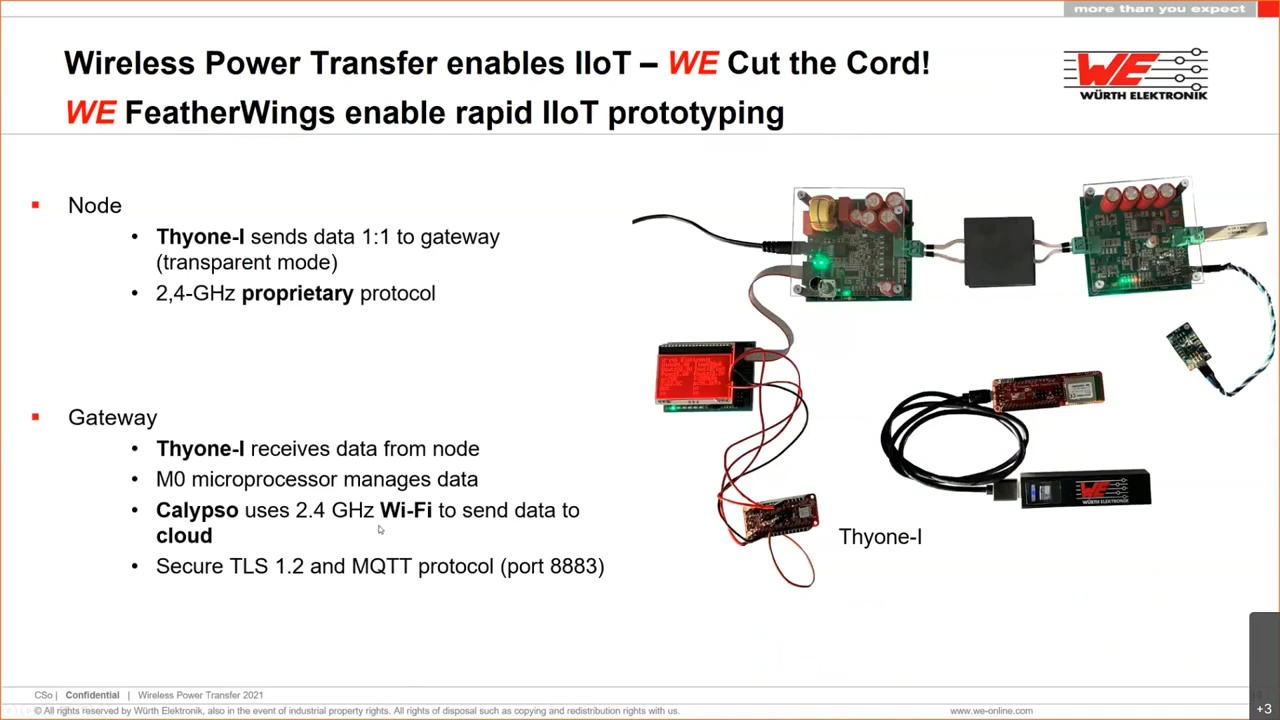 more than you expect
Wireless Power Transfer enables IIoT – WE Cut the Cord!
WE FeatherWings enable rapid IIoT prototyping
WE
WÜRTH ELEKTRONIK
▪ Node
• Thyone-I sends data 1:1 to gateway
(transparent mode)
• 2,4-GHz proprietary protocol
▪ Gateway
• Thyone-I receives data from node
• M0 microprocessor manages data
• Calypso uses 2.4 GHz Wi-Fi to send data to
cloud
• Secure TLS 1.2 and MQTT protocol (port 8883)
WE
WÜRTH ELEKTRONIK
Thyone-I
CSo | Confidential | Wireless Power Transfer 2021
© All rights reserved by Würth Elektronik, also in the event of industrial property rights. All rights of disposal such as copying and redistribution rights with us.
www.we-online.com
+3